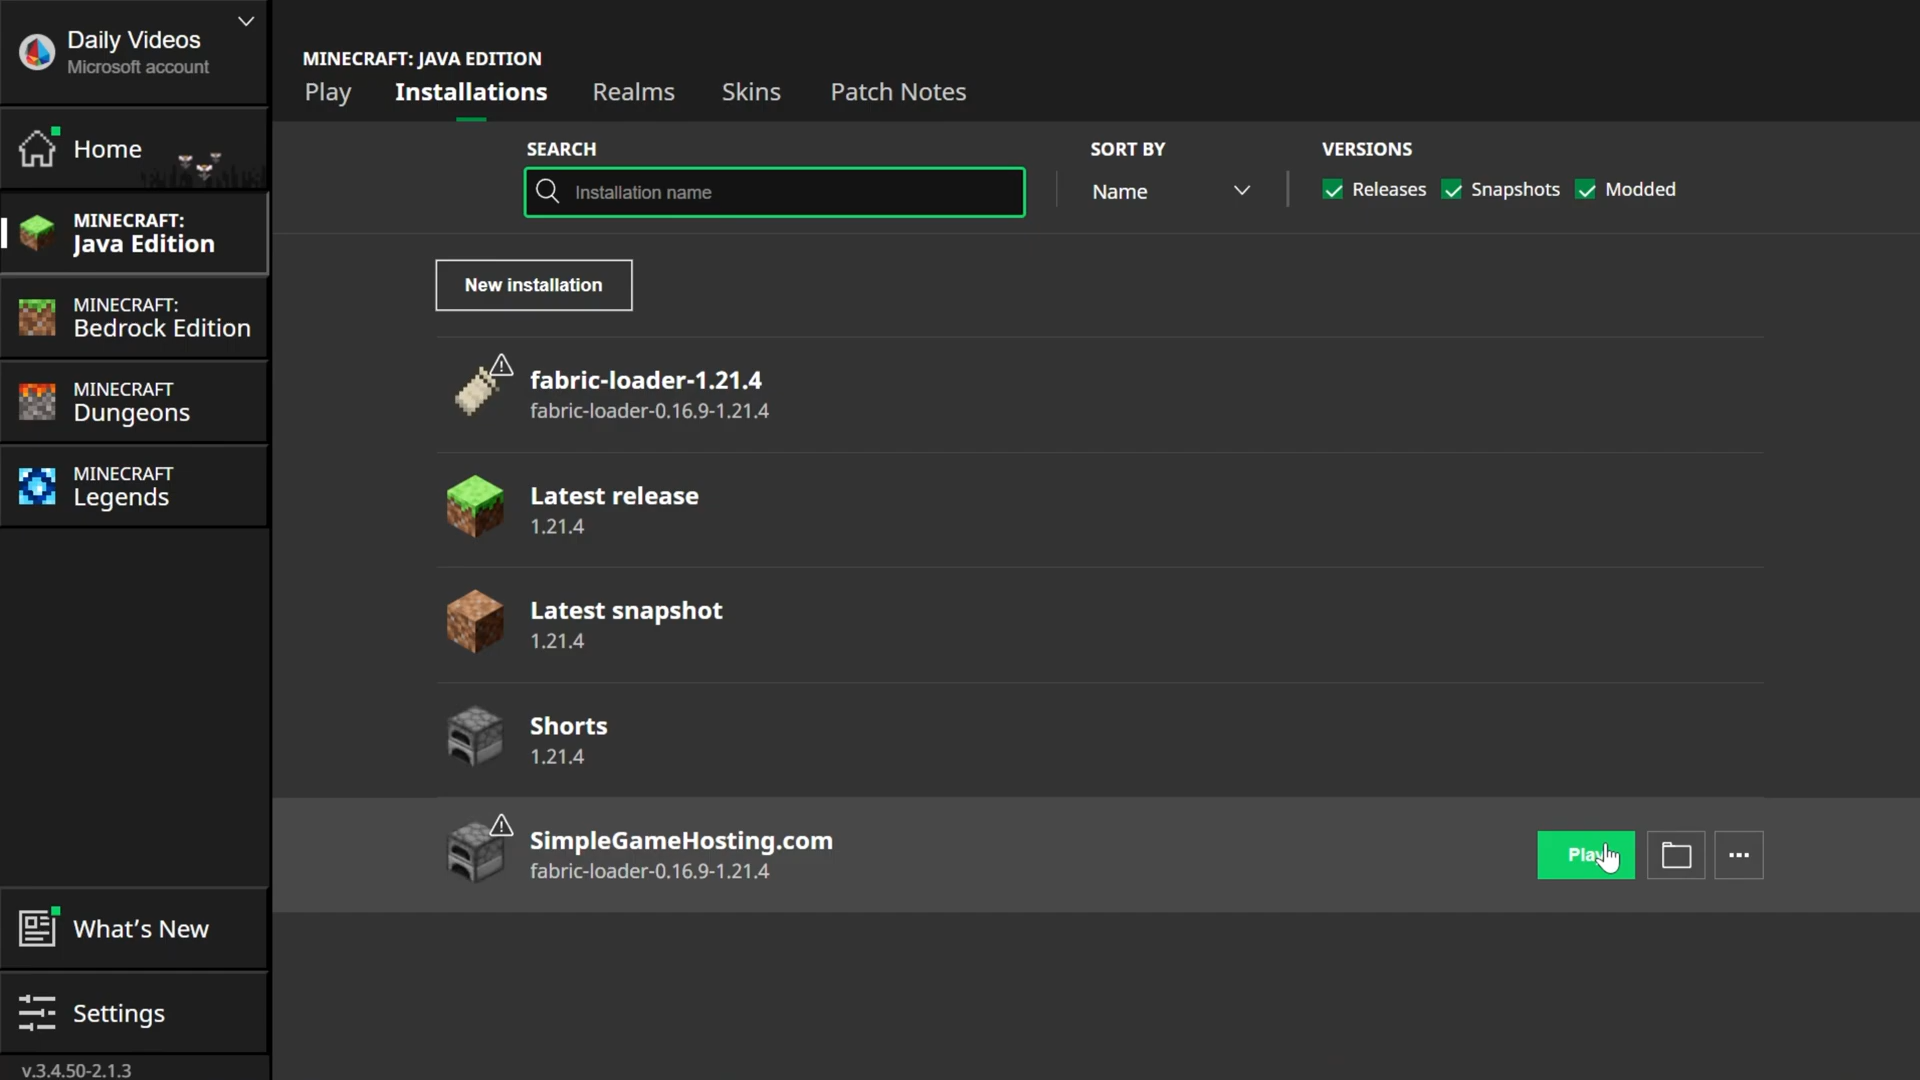 Daily Videos
Microsoft account
Home
MINECRAFT:
Java Edition
MINECRAFT:
Bedrock Edition
MINECRAFT
Dungeons
MINECRAFT
Legends
What's New
Settings
v.3.4.50-2.1.3
MINECRAFT: JAVA EDITION
Play Installations Realms Skins Patch Notes
SEARCH SORT BY VERSIONS
Installation name Name Releases Snapshots Modded
New installation
fabric-loader-1.21.4
fabric-loader-0.16.9-1.21.4
Latest release
1.21.4
Latest snapshot
1.21.4
Shorts
1.21.4
SimpleGameHosting.com
fabric-loader-0.16.9-1.21.4
Play